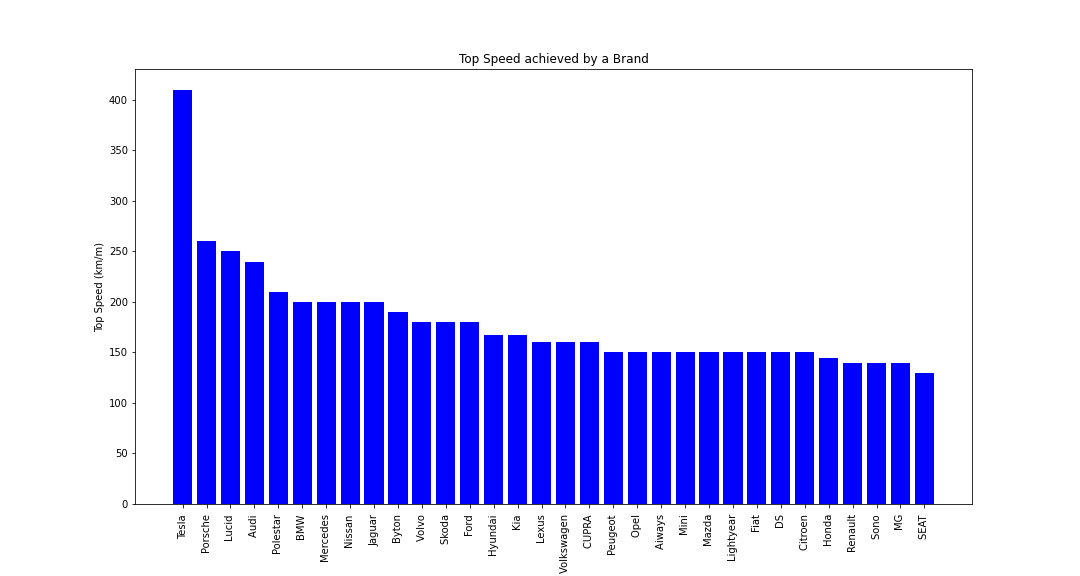 Top Speed achieved by a Brand
Top Speed (km/m)
400
350
300
250
200
150
100
50
0
Tesla
Porsche
Lucid
Audi
Polestar
BMW
Mercedes
Nissan
Jaguar
Byton
Volvo
Skoda
Ford
Hyundai
Kia
Lexus
Volkswagen
CUPRA
Peugeot
Opel
Aiways
Mini
Mazda
Lightyear
Fiat
DS
Citroen
Honda
Renault
Sono
MG
SEAT